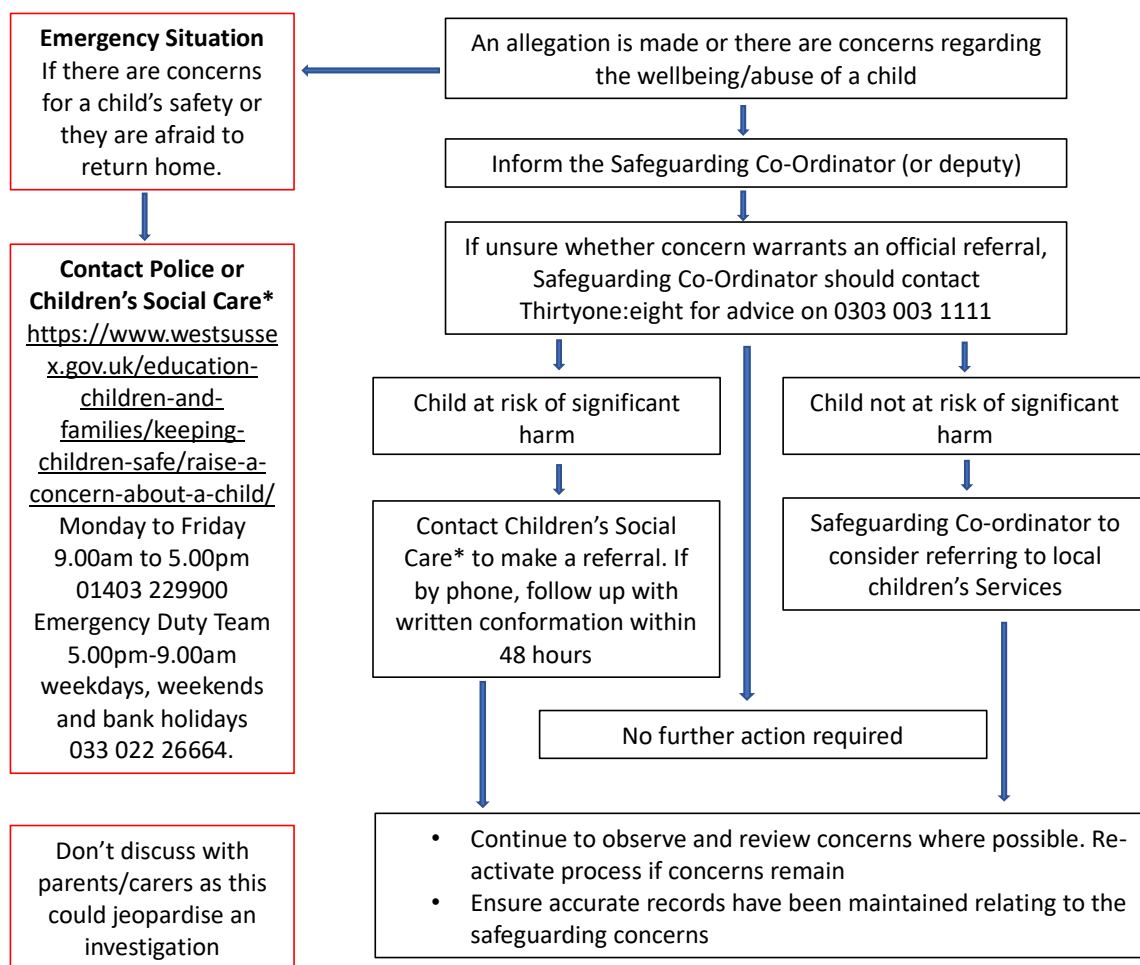 Emergency Situation
If there are concerns
for a child's safety or
they are afraid to
return home.
An allegation is made or there are concerns regarding
the wellbeing/abuse of a child
Inform the Safeguarding Co-Ordinator (or deputy)
Contact Police or
Children's Social Care*
https://www.westsusse
x.gov.uk/education-
children-and-
families/keeping-
children-safe/raise-a-
concern-about-a-child/
Monday to Friday
9.00am to 5.00pm
01403 229900
Emergency Duty Team
5.00pm-9.00am
weekdays, weekends
and bank holidays
033 022 26664.
If unsure whether concern warrants an official referral,
Safeguarding Co-Ordinator should contact
Thirtyone:eight for advice on 0303 003 1111
Child at risk of significant
harm
Child not at risk of significant
harm
Contact Children's Social
Care* to make a referral. If
by phone, follow up with
written conformation within
48 hours
Safeguarding Co-ordinator to
consider referring to local
children's Services
No further action required
Don't discuss with
parents/carers as this
could jeopardise an
investigation
• Continue to observe and review concerns where possible. Re-
activate process if concerns remain
• Ensure accurate records have been maintained relating to the
safeguarding concerns